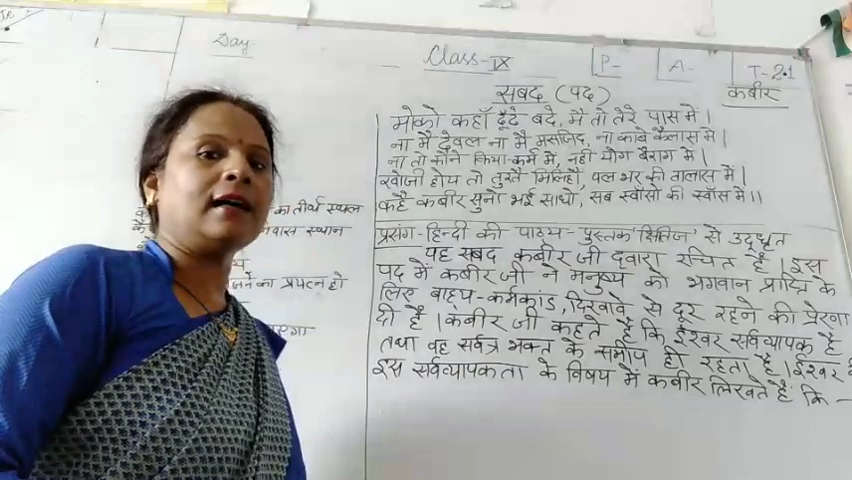 Day
Class-IX
P-
A-
T-21
सबद (पद)
कबीर
मोको कहाँ ढूँढे बंदे, मैं तो तेरे पास में।
ना मैं देवल ना मैं मसजिद, ना काबे कैलास में।
ना तो कौने क्रिया कर्म में, नहीं योग बैराग में।
खोजी होय तो तुरतै मिलिहौं, पल भर की तालास में।
कहैं कबीर सुनो भई साधो, सब स्वाँसों की स्वाँस में।।
प्रसंग-हिन्दी की पाठ्य-पुस्तक 'क्षितिज' से उद्धृत
यह सबद कबीर जी द्वारा रचित है। इस
पद में कबीर जी ने मनुष्य को भगवान प्राप्ति के
लिए बाह्य-कर्मकांड, दिखावे से दूर रहने की प्रेरणा
दी है। कबीर जी कहते है कि ईश्वर सर्वव्यापक है
तथा वह सर्वत्र भक्त के समीप ही रहता है। ईश्वर
इस सर्वव्यापकता के विषय में कबीर लिखते हैं कि -
का तीर्थ स्थल
निवास स्थान
का प्रयत्न हो